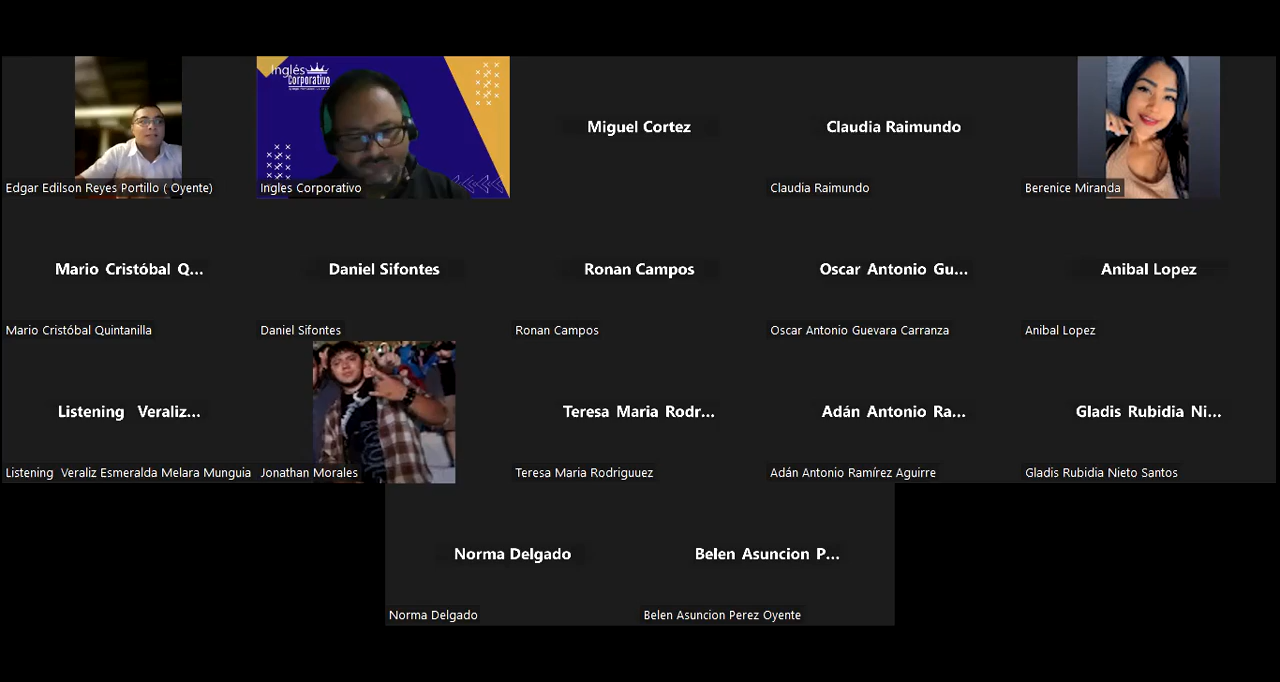 Inglés
Corporativo
Miguel Cortez
Claudia Raimundo
Edgar Edilson Reyes Portillo ( Oyente)
Ingles Corporativo
Claudia Raimundo
Berenice Miranda
Mario Cristóbal Q...
Daniel Sifontes
Ronan Campos
Oscar Antonio Gu...
Anibal Lopez
Mario Cristóbal Quintanilla
Daniel Sifontes
Ronan Campos
Oscar Antonio Guevara Carranza
Anibal Lopez
Listening Veraliz...
Teresa Maria Rodr...
Adán Antonio Ra...
Gladis Rubidia Ni...
Listening Veraliz Esmeralda Melara Munguia
Jonathan Morales
Teresa Maria Rodriguuez
Adán Antonio Ramírez Aguirre
Gladis Rubidia Nieto Santos
Norma Delgado
Belen Asuncion P...
Norma Delgado
Belen Asuncion Perez Oyente